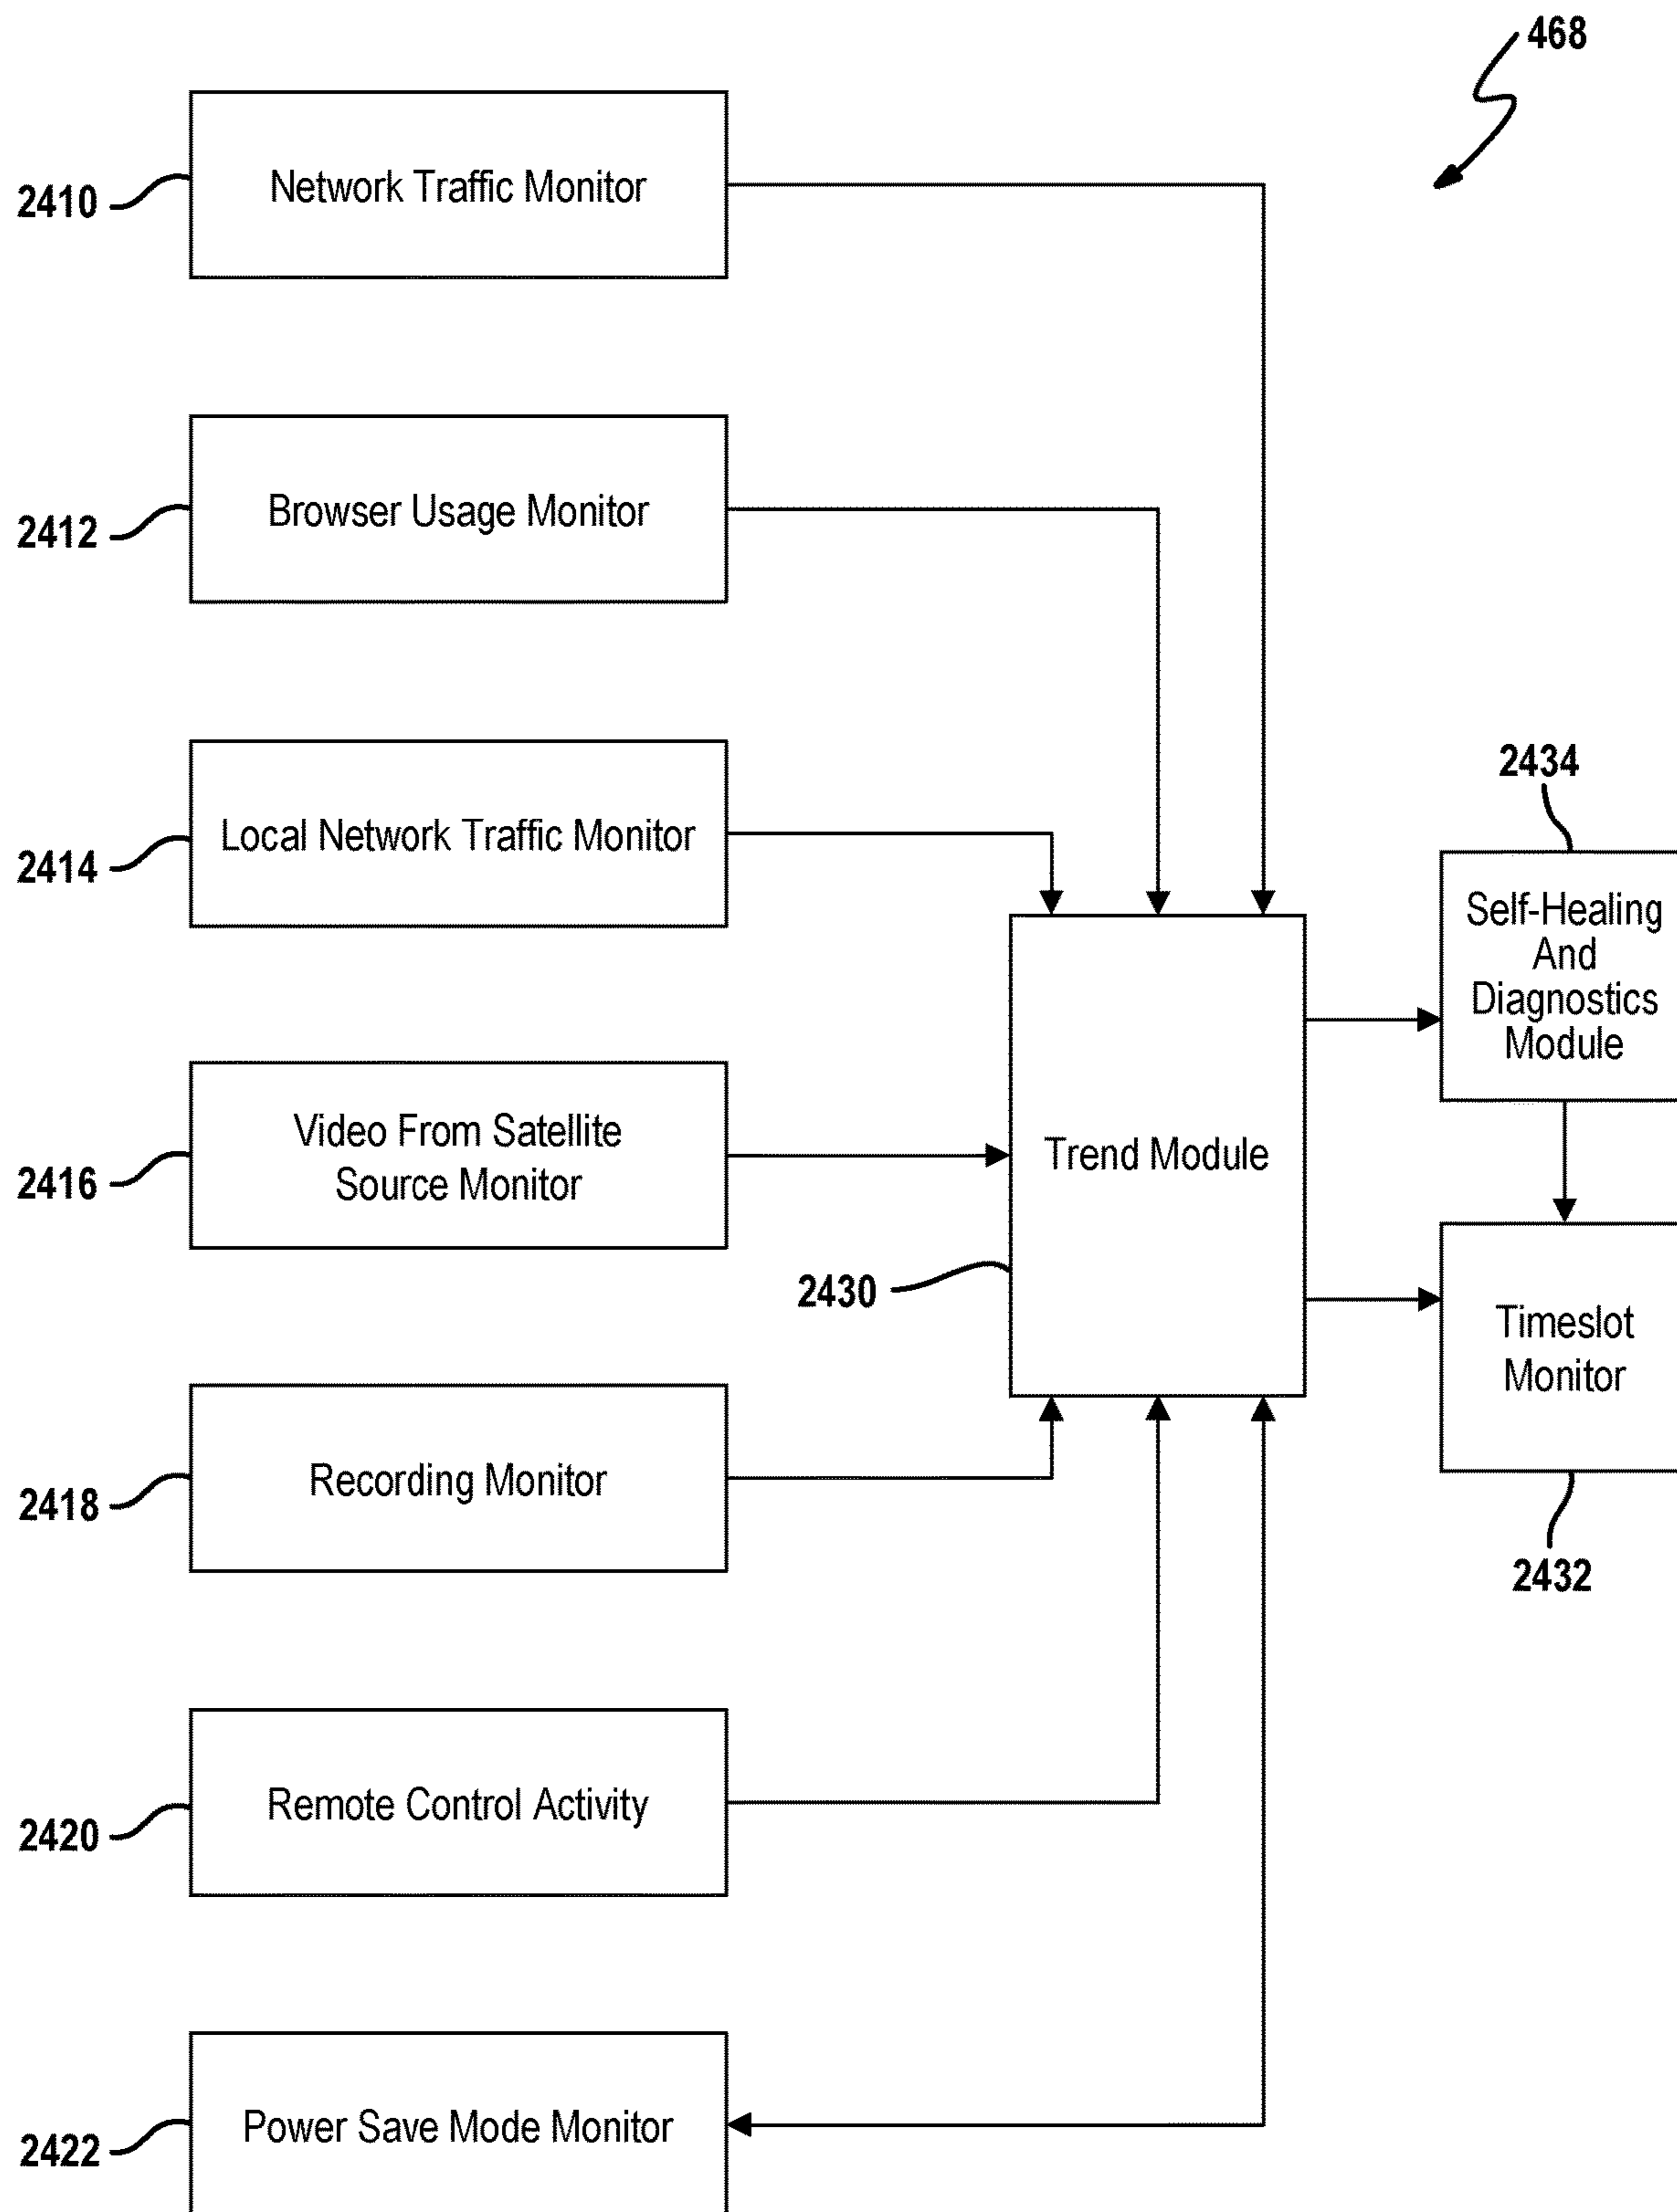 468
2410
Network Traffic Monitor
2412
Browser Usage Monitor
2414
Local Network Traffic Monitor
2434
Self-Healing
And
Diagnostics
Module
2416
Video From Satellite
Source Monitor
Trend Module
2430
Timeslot
Monitor
2418
Recording Monitor
2432
2420
Remote Control Activity
2422
Power Save Mode Monitor